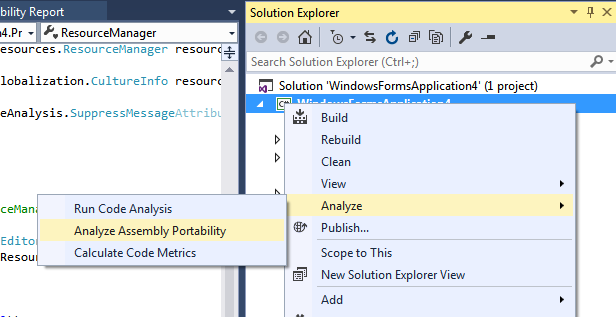 bility Report
Solution Explorer
4.Pr
ResourceManager
esources.ResourceManager resour
Search Solution Explorer (Ctrl+;)
lobalization.CultureInfo resourc
Solution 'WindowsFormsApplication4' (1 project)
C# WindowsFormsApplication4
eAnalysis.SuppressMessageAttribu
Build
Rebuild
Clean
View
Analyze
Publish...
Scope to This
New Solution Explorer View
Add
ceMana
Run Code Analysis
Analyze Assembly Portability
Calculate Code Metrics
Editor
Resour